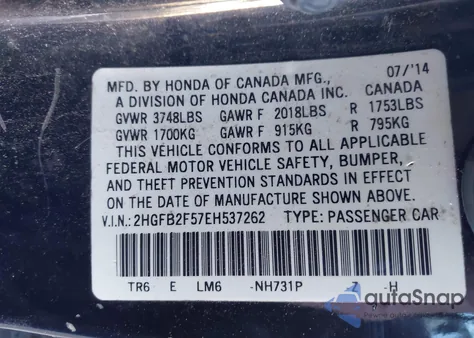 MFD. BY HONDA OF CANADA MFG., 07/'14
A DIVISION OF HONDA CANADA INC. CANADA
GVWR 3748LBS GAWR F 2018LBS R 1753LBS
GVWR 1700KG GAWR F 915KG R 795KG
THIS VEHICLE CONFORMS TO ALL APPLICABLE
FEDERAL MOTOR VEHICLE SAFETY, BUMPER,
AND THEFT PREVENTION STANDARDS IN EFFECT
ON THE DATE OF MANUFACTURE SHOWN ABOVE.
V.I.N.: 2HGFB2F57EH537262 TYPE: PASSENGER CAR
TR6 E LM6 -NH731P 7 -H
autoSnap